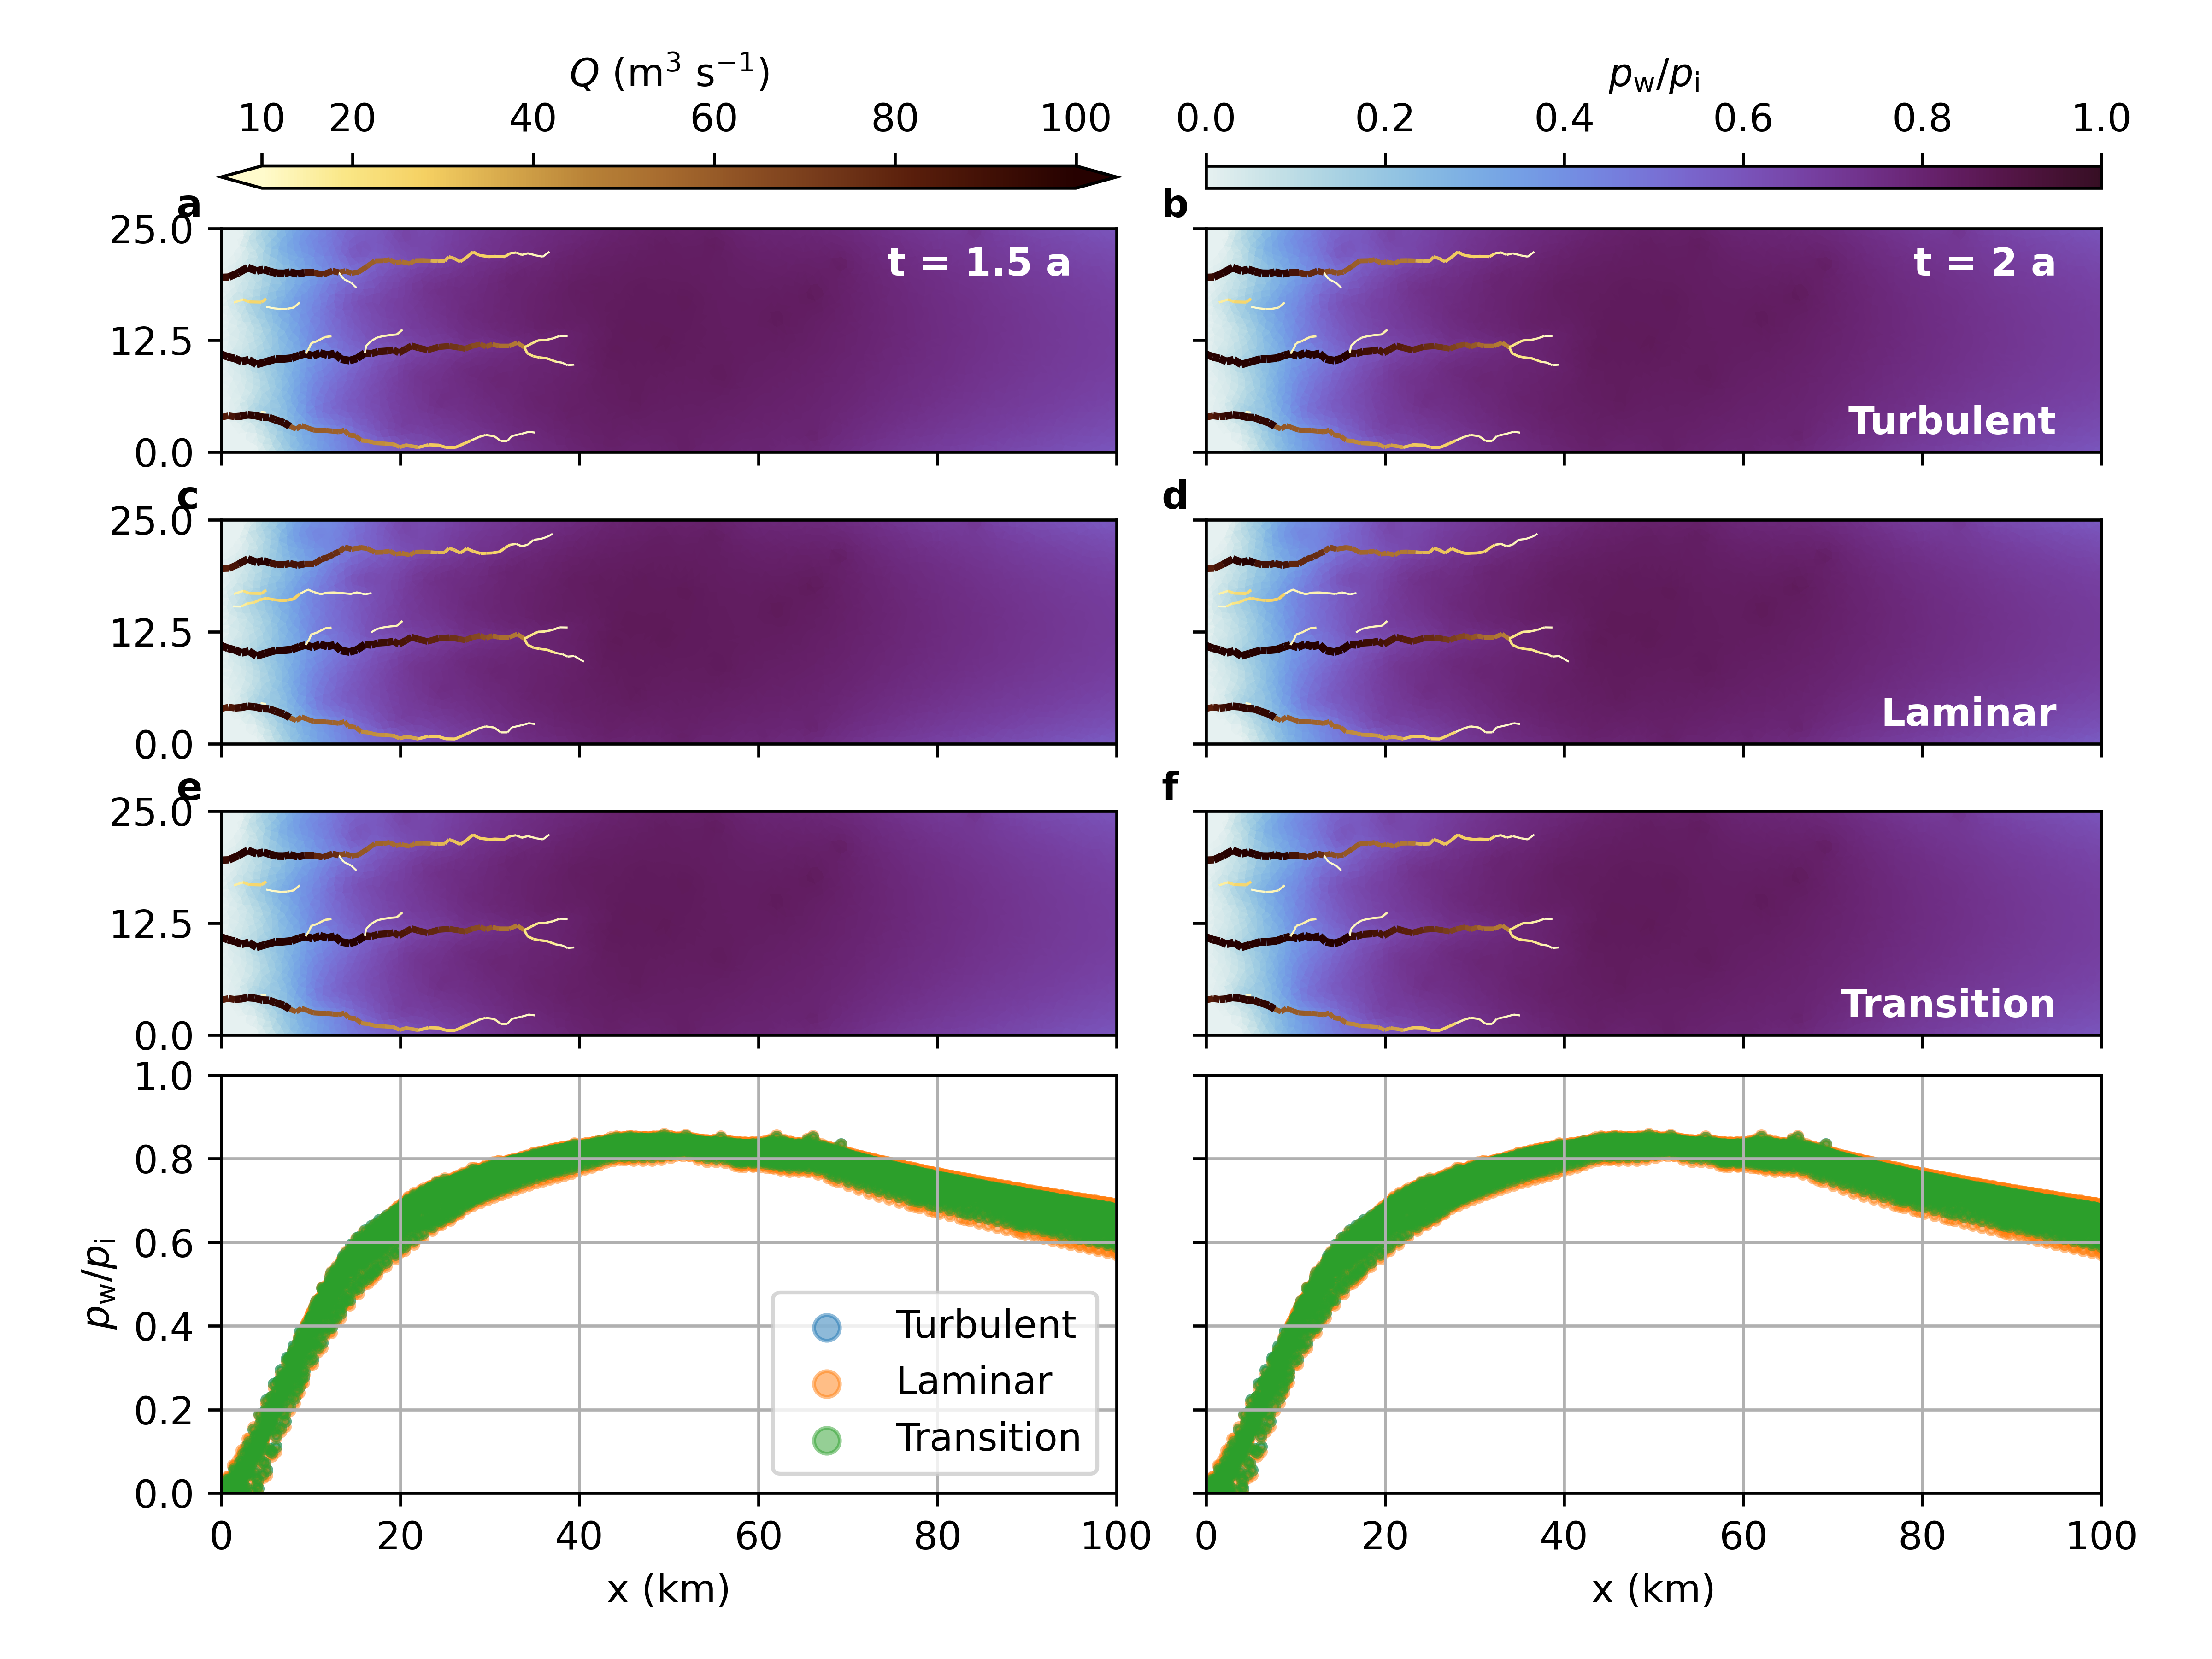 Q (m³ s⁻¹)
10 20 40 60 80 100
p_w/p_i
0.0 0.2 0.4 0.6 0.8 1.0
a
25.0
12.5
0.0
t = 1.5 a
b
t = 2 a
Turbulent
c
25.0
12.5
0.0
d
Laminar
e
25.0
12.5
0.0
f
Transition
p_w/p_i
1.0
0.8
0.6
0.4
0.2
0.0
Turbulent
Laminar
Transition
0 20 40 60 80 100
x (km)
0 20 40 60 80 100
x (km)